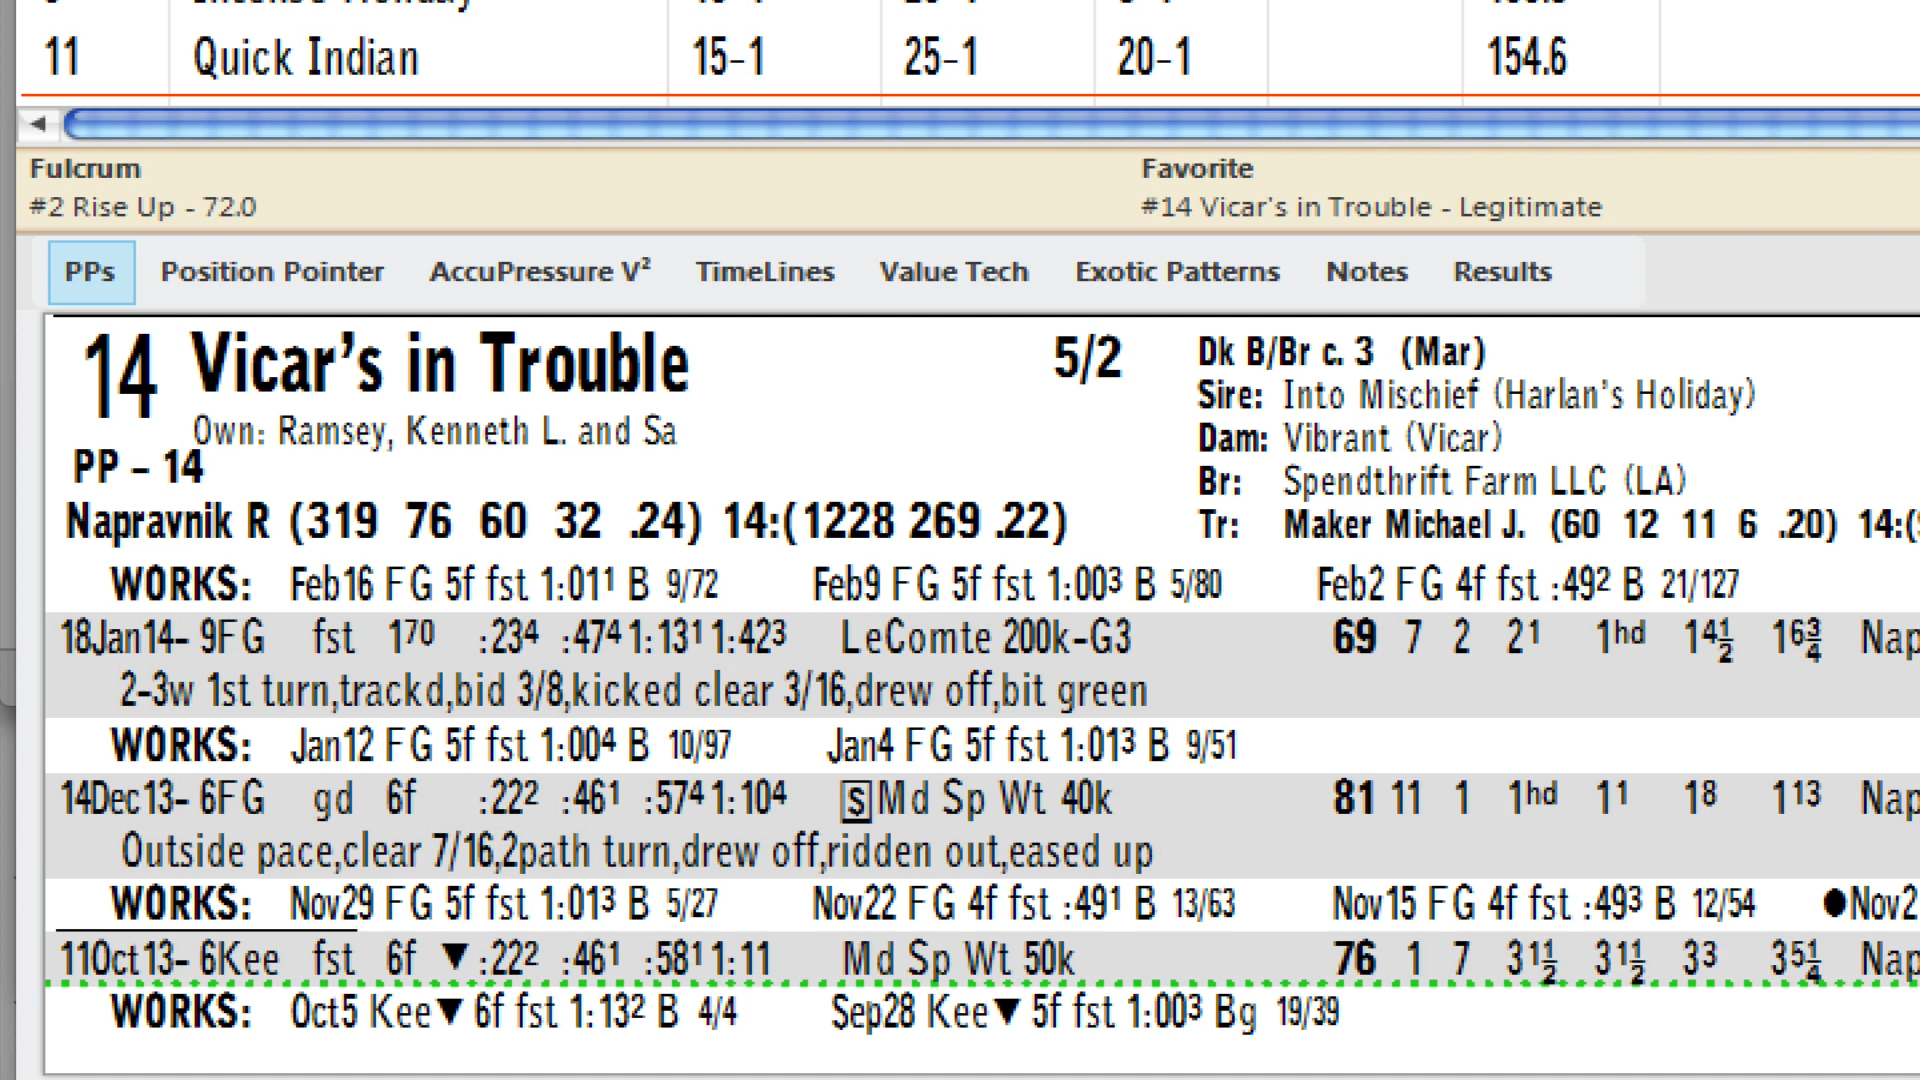 11 Quick Indian 15-1 25-1 20-1 154.6
Fulcrum Favorite
#2 Rise Up - 72.0 #14 Vicar's in Trouble - Legitimate
PPs Position Pointer AccuPressure V² TimeLines Value Tech Exotic Patterns Notes Results
14 Vicar's in Trouble 5/2 Dk B/Br c. 3 (Mar)
Sire: Into Mischief (Harlan's Holiday)
Own: Ramsey, Kenneth L. and Sa Dam: Vibrant (Vicar)
PP - 14 Br: Spendthrift Farm LLC (LA)
Napravnik R (319 76 60 32 .24) 14:(1228 269 .22) Tr: Maker Michael J. (60 12 11 6 .20) 14:(
WORKS: Feb16 FG 5f fst 1:01¹ B 9/72 Feb9 FG 5f fst 1:00³ B 5/80 Feb2 FG 4f fst :49² B 21/127
18Jan14- 9FG fst 1⁷⁰ :23⁴ :47⁴ 1:13¹ 1:42³ LeComte 200k-G3 69 7 2 2¹ 1ʰᵈ 14½ 16¾ Nap
2-3w 1st turn,trackd,bid 3/8,kicked clear 3/16,drew off,bit green
WORKS: Jan12 FG 5f fst 1:00⁴ B 10/97 Jan4 FG 5f fst 1:01³ B 9/51
14Dec13- 6FG gd 6f :22² :46¹ :57⁴ 1:10⁴ S Md Sp Wt 40k 81 11 1 1ʰᵈ 1¹ 1⁸ 1¹³ Nap
Outside pace,clear 7/16,2path turn,drew off,ridden out,eased up
WORKS: Nov29 FG 5f fst 1:01³ B 5/27 Nov22 FG 4f fst :49¹ B 13/63 Nov15 FG 4f fst :49³ B 12/54 ●Nov2
11Oct13- 6Kee fst 6f ▼:22² :46¹ :58¹ 1:11 Md Sp Wt 50k 76 1 7 31½ 31½ 3³ 35¼ Nap
WORKS: Oct5 Kee▼ 6f fst 1:13² B 4/4 Sep28 Kee▼ 5f fst 1:00³ Bg 19/39